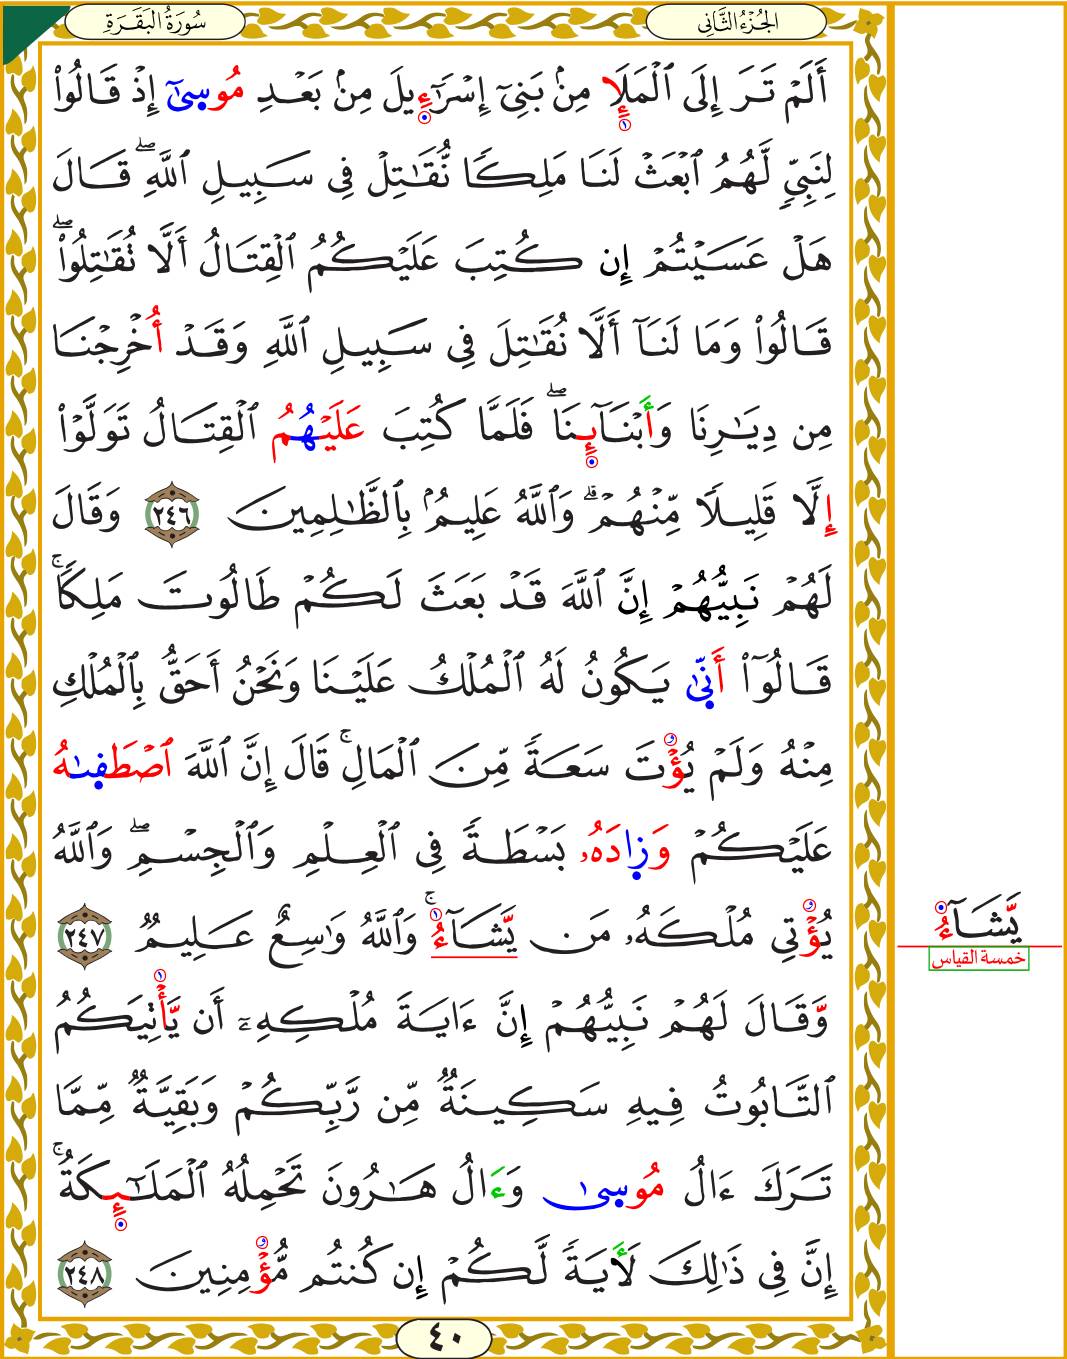 سُورَةُ البَقَرَةِ
الجُزْءُ الثَّانِي
أَلَمْ تَرَ إِلَى ٱلْمَلَإِ مِنۢ بَنِيٓ إِسْرَٰٓءِيلَ مِنۢ بَعْدِ مُوسَىٰٓ إِذْ قَالُوا۟
لِنَبِيٍّ لَّهُمُ ٱبْعَثْ لَنَا مَلِكًا نُّقَٰتِلْ فِى سَبِيلِ ٱللَّهِ ۖ قَالَ
هَلْ عَسَيْتُمْ إِن كُتِبَ عَلَيْكُمُ ٱلْقِتَالُ أَلَّا تُقَٰتِلُوا۟ ۖ
قَالُوا۟ وَمَا لَنَآ أَلَّا نُقَٰتِلَ فِى سَبِيلِ ٱللَّهِ وَقَدْ أُخْرِجْنَا
مِن دِيَٰرِنَا وَأَبْنَآئِنَا ۖ فَلَمَّا كُتِبَ عَلَيْهُمُ ٱلْقِتَالُ تَوَلَّوْا۟
إِلَّا قَلِيلًا مِّنْهُمْ ۗ وَٱللَّهُ عَلِيمٌۢ بِٱلظَّٰلِمِينَ ٢٤٦ وَقَالَ
لَهُمْ نَبِيُّهُمْ إِنَّ ٱللَّهَ قَدْ بَعَثَ لَكُمْ طَالُوتَ مَلِكًا ۚ
قَالُوٓا۟ أَنَّىٰ يَكُونُ لَهُ ٱلْمُلْكُ عَلَيْنَا وَنَحْنُ أَحَقُّ بِٱلْمُلْكِ
مِنْهُ وَلَمْ يُؤْتَ سَعَةً مِّنَ ٱلْمَالِ ۚ قَالَ إِنَّ ٱللَّهَ ٱصْطَفَىٰهُ
عَلَيْكُمْ وَزَادَهُۥ بَسْطَةً فِى ٱلْعِلْمِ وَٱلْجِسْمِ ۖ وَٱللَّهُ
يُؤْتِى مُلْكَهُۥ مَن يَّشَآءُ ۚ وَٱللَّهُ وَٰسِعٌ عَلِيمٌ ٢٤٧
وَّقَالَ لَهُمْ نَبِيُّهُمْ إِنَّ ءَايَةَ مُلْكِهِۦٓ أَن يَّأْتِيَكُمُ
ٱلتَّابُوتُ فِيهِ سَكِينَةٌ مِّن رَّبِّكُمْ وَبَقِيَّةٌ مِّمَّا
تَرَكَ ءَالُ مُوسَىٰ وَءَالُ هَٰرُونَ تَحْمِلُهُ ٱلْمَلَٰٓئِكَةُ ۚ
إِنَّ فِى ذَٰلِكَ لَأٓيَةً لَّكُمْ إِن كُنتُم مُّؤْمِنِينَ ٢٤٨
يَّشَآءُ
خمسة القياس
٤٠